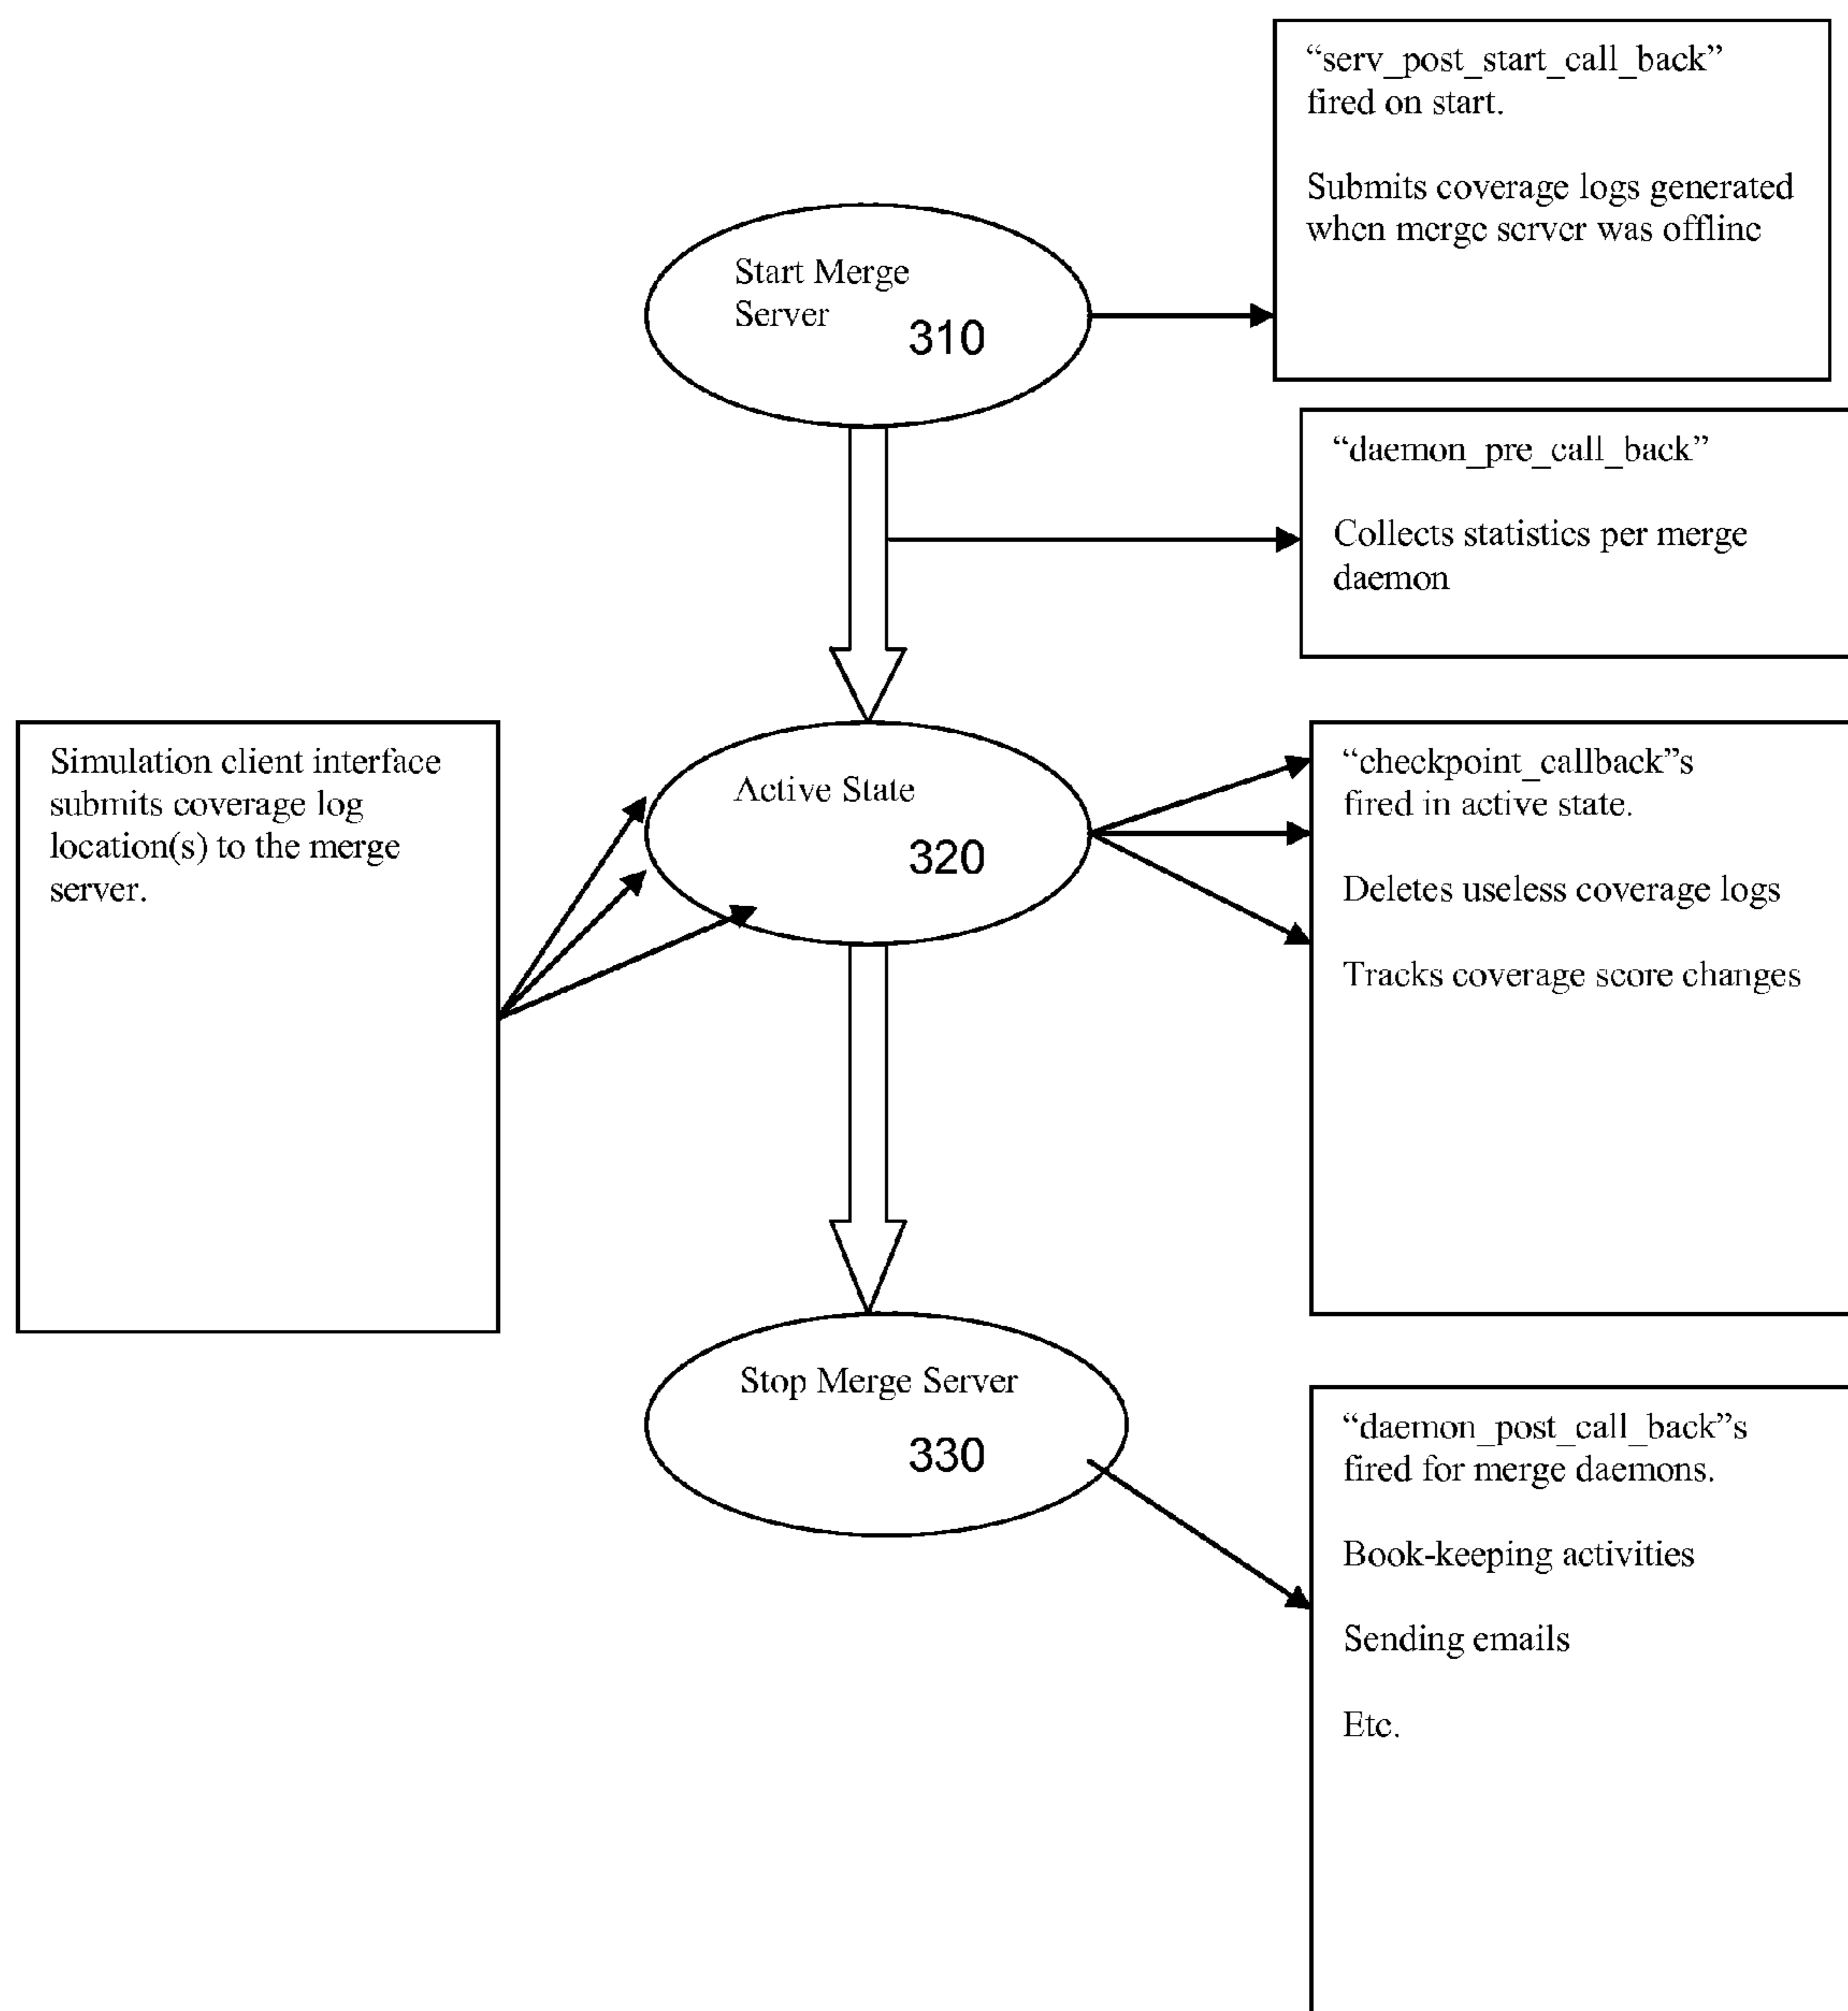 “serv_post_start_call_back”
fired on start.
Submits coverage logs generated
when merge server was offline
Start Merge
Server
310
“daemon_pre_call_back”
Collects statistics per merge
daemon
Simulation client interface
submits coverage log
location(s) to the merge
server.
Active State
320
“checkpoint_callback”s
fired in active state.
Deletes useless coverage logs
Tracks coverage score changes
Stop Merge Server
330
“daemon_post_call_back”s
fired for merge daemons.
Book-keeping activities
Sending emails
Etc.